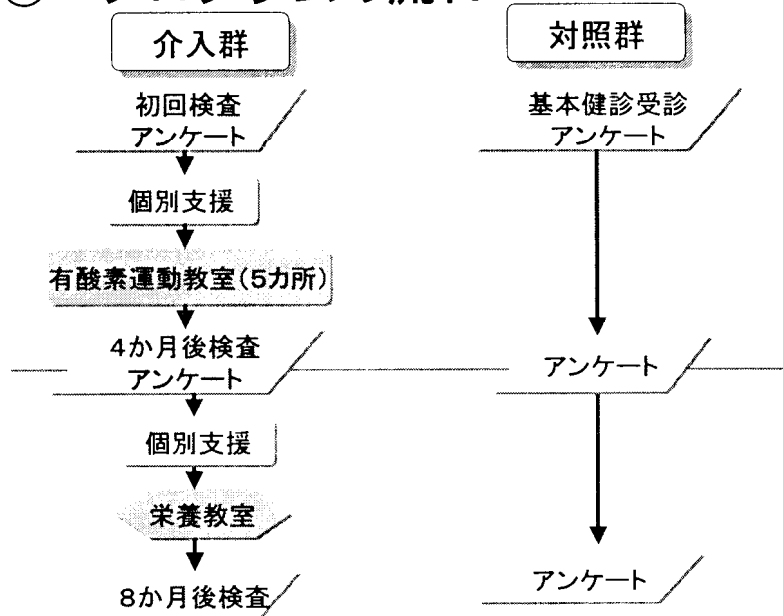 介入群
対照群
初回検査
アンケート
基本健診受診
アンケート
個別支援
有酸素運動教室(5カ所)
4か月後検査
アンケート
アンケート
個別支援
栄養教室
8か月後検査
アンケート